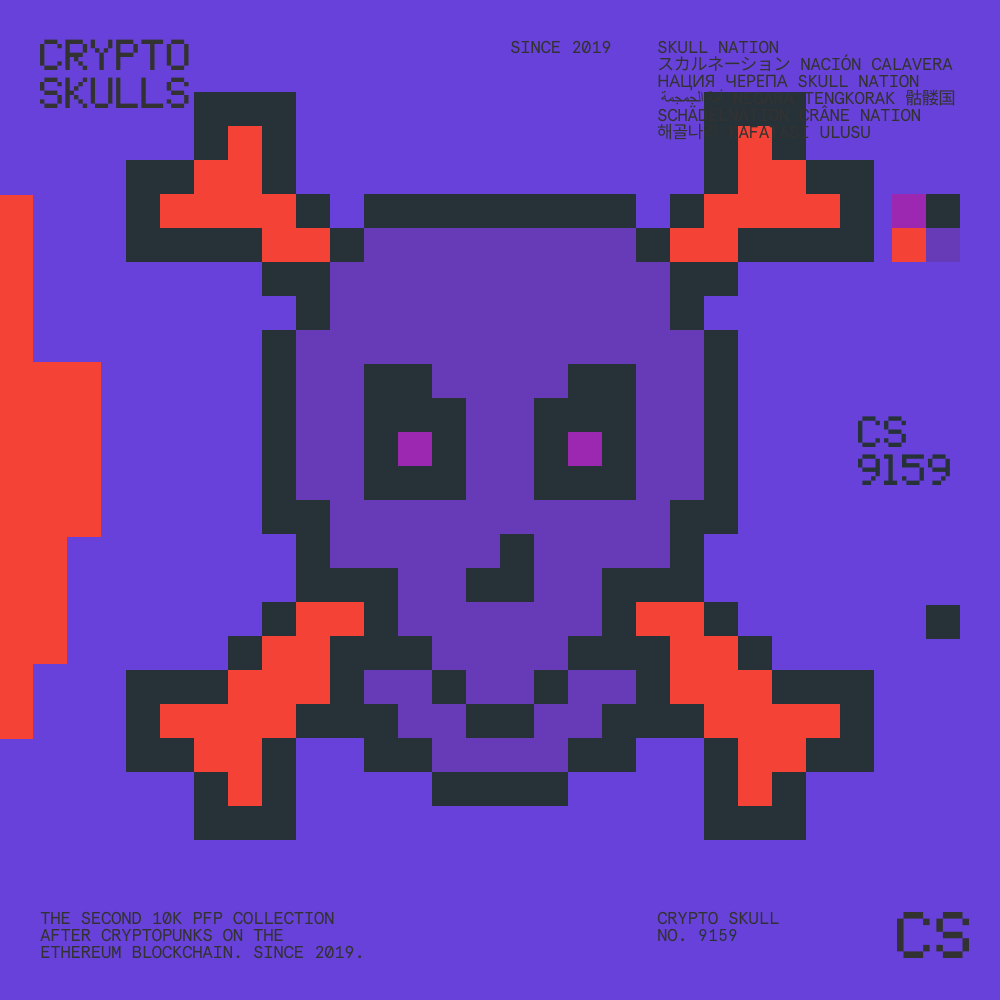 CRYPTO
SKULLS
SINCE 2019
SKULL NATION
スカルネーション NACIÓN CALAVERA
НАЦИЯ ЧЕРЕПА SKULL NATION
TENGKORAK 骷髅国
CRÂNE NATION
ULUSU
CS
9159
THE SECOND 10K PFP COLLECTION
AFTER CRYPTOPUNKS ON THE
ETHEREUM BLOCKCHAIN. SINCE 2019.
CRYPTO SKULL
NO. 9159
CS